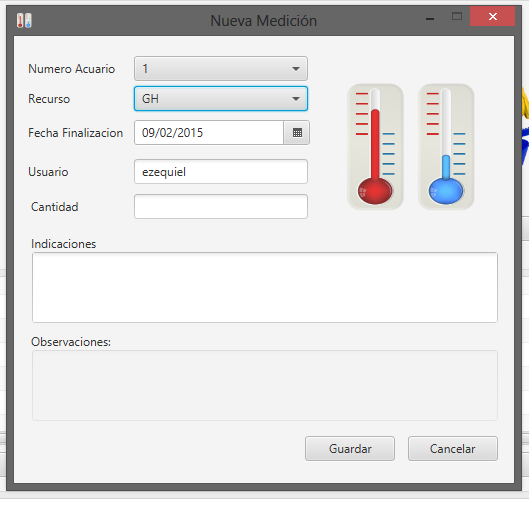 Nueva Medición
Numero Acuario 1
Recurso GH
Fecha Finalizacion 09/02/2015
Usuario ezequiel
Cantidad
Indicaciones
Observaciones:
Guardar Cancelar